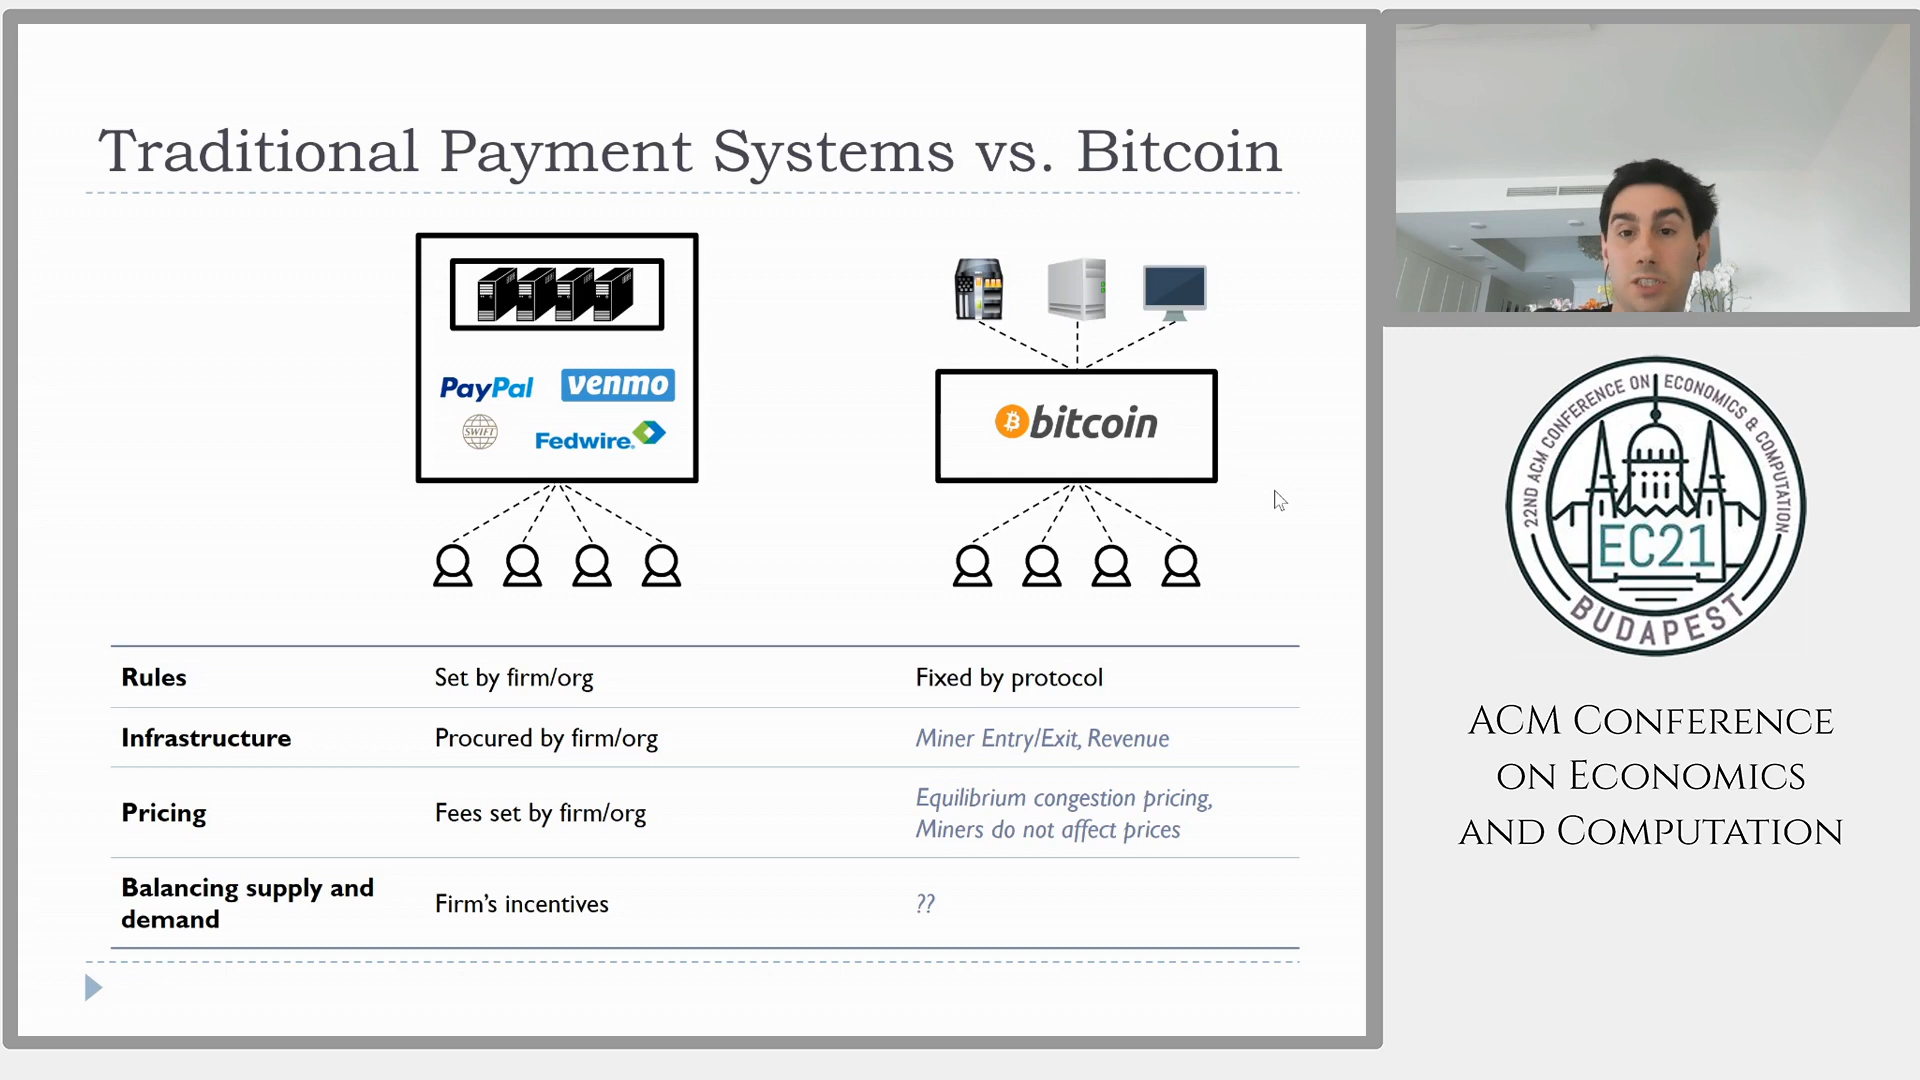 Traditional Payment Systems vs. Bitcoin
PayPal
venmo
SWIFT
Fedwire
bitcoin
Rules
Set by firm/org
Fixed by protocol
Infrastructure
Procured by firm/org
Miner Entry/Exit, Revenue
Pricing
Fees set by firm/org
Equilibrium congestion pricing,
Miners do not affect prices
Balancing supply and
demand
Firm's incentives
??
22ND ACM CONFERENCE ON ECONOMICS & COMPUTATION
EC21
BUDAPEST
ACM Conference
on Economics
and Computation